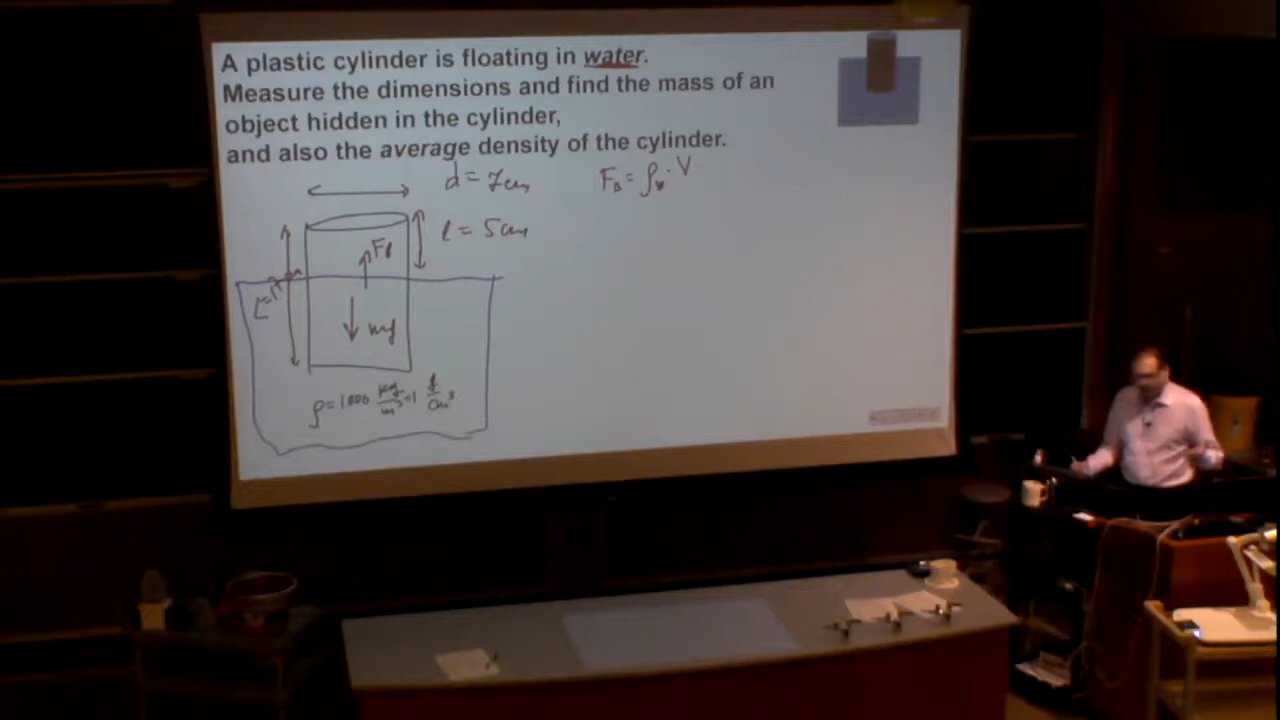 A plastic cylinder is floating in water.
Measure the dimensions and find the mass of an
object hidden in the cylinder,
and also the average density of the cylinder.
d = 7cm
F_B = ρ_w · V
l = 5cm
mg
ρ = 1000 kg/m³ = 1 g/cm³